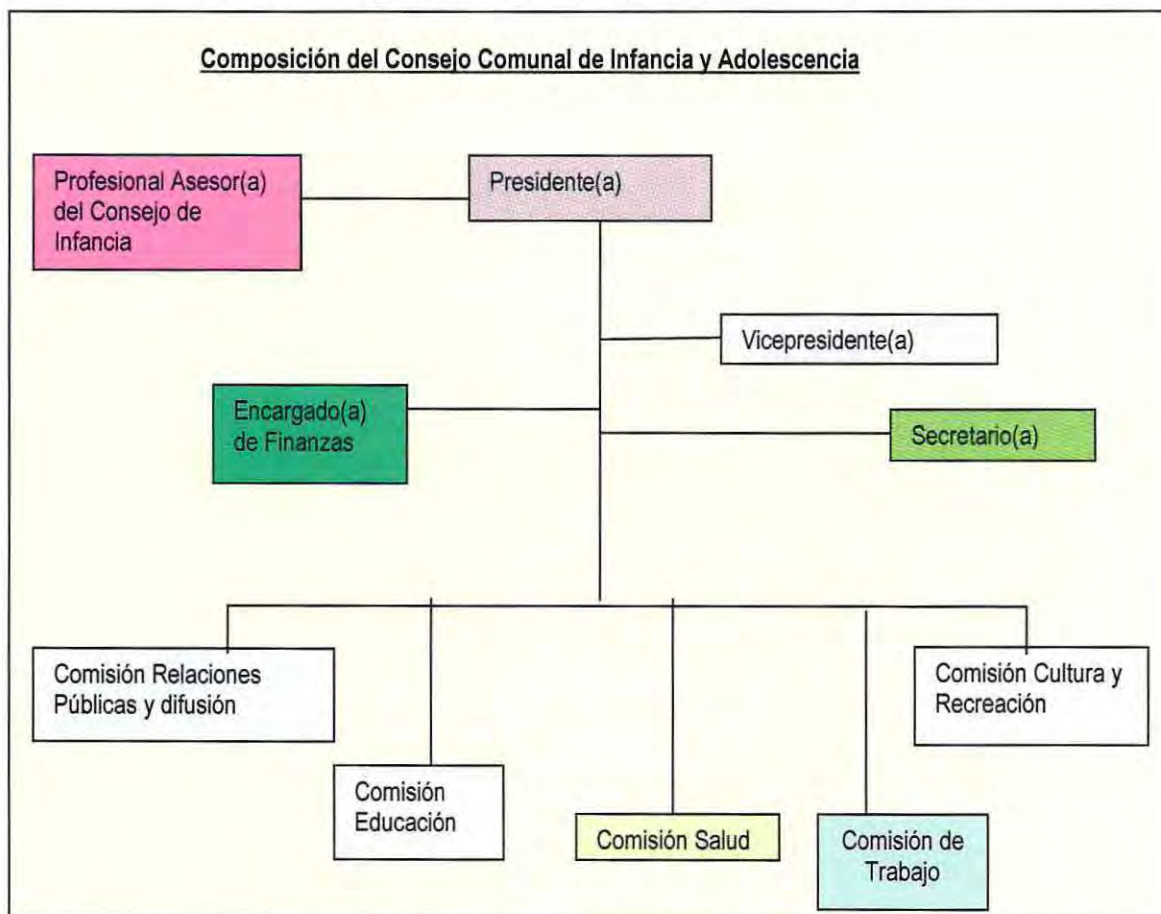 Composición del Consejo Comunal de Infancia y Adolescencia
Profesional Asesor(a)
del Consejo de
Infancia
Presidente(a)
Vicepresidente(a)
Encargado(a)
de Finanzas
Secretario(a)
Comisión Relaciones
Públicas y difusión
Comisión Cultura y
Recreación
Comisión
Educación
Comisión Salud
Comisión de
Trabajo